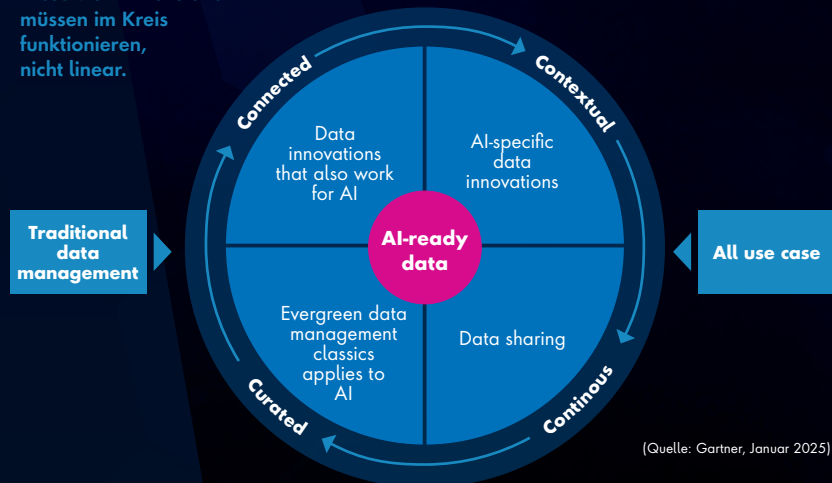 müssen im Kreis
funktionieren,
nicht linear.
Connected
Contextual
Data
innovations
that also work
for AI
AI-specific
data
innovations
Traditional
data
management
AI-ready
data
All use case
Evergreen data
management
classics
applies to
AI
Data sharing
Curated
Continous
(Quelle: Gartner, Januar 2025)